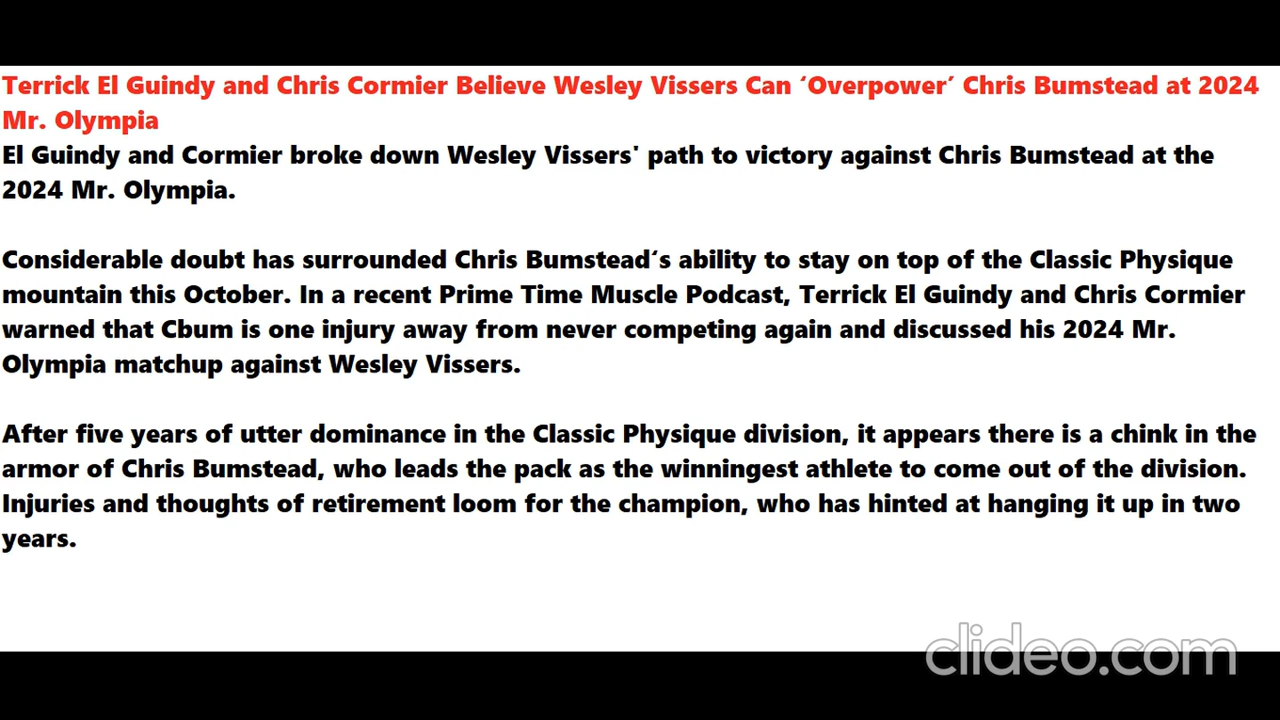 Terrick El Guindy and Chris Cormier Believe Wesley Vissers Can ‘Overpower’ Chris Bumstead at 2024
Mr. Olympia
El Guindy and Cormier broke down Wesley Vissers' path to victory against Chris Bumstead at the
2024 Mr. Olympia.
Considerable doubt has surrounded Chris Bumstead‘s ability to stay on top of the Classic Physique
mountain this October. In a recent Prime Time Muscle Podcast, Terrick El Guindy and Chris Cormier
warned that Cbum is one injury away from never competing again and discussed his 2024 Mr.
Olympia matchup against Wesley Vissers.
After five years of utter dominance in the Classic Physique division, it appears there is a chink in the
armor of Chris Bumstead, who leads the pack as the winningest athlete to come out of the division.
Injuries and thoughts of retirement loom for the champion, who has hinted at hanging it up in two
years.
clideo.com